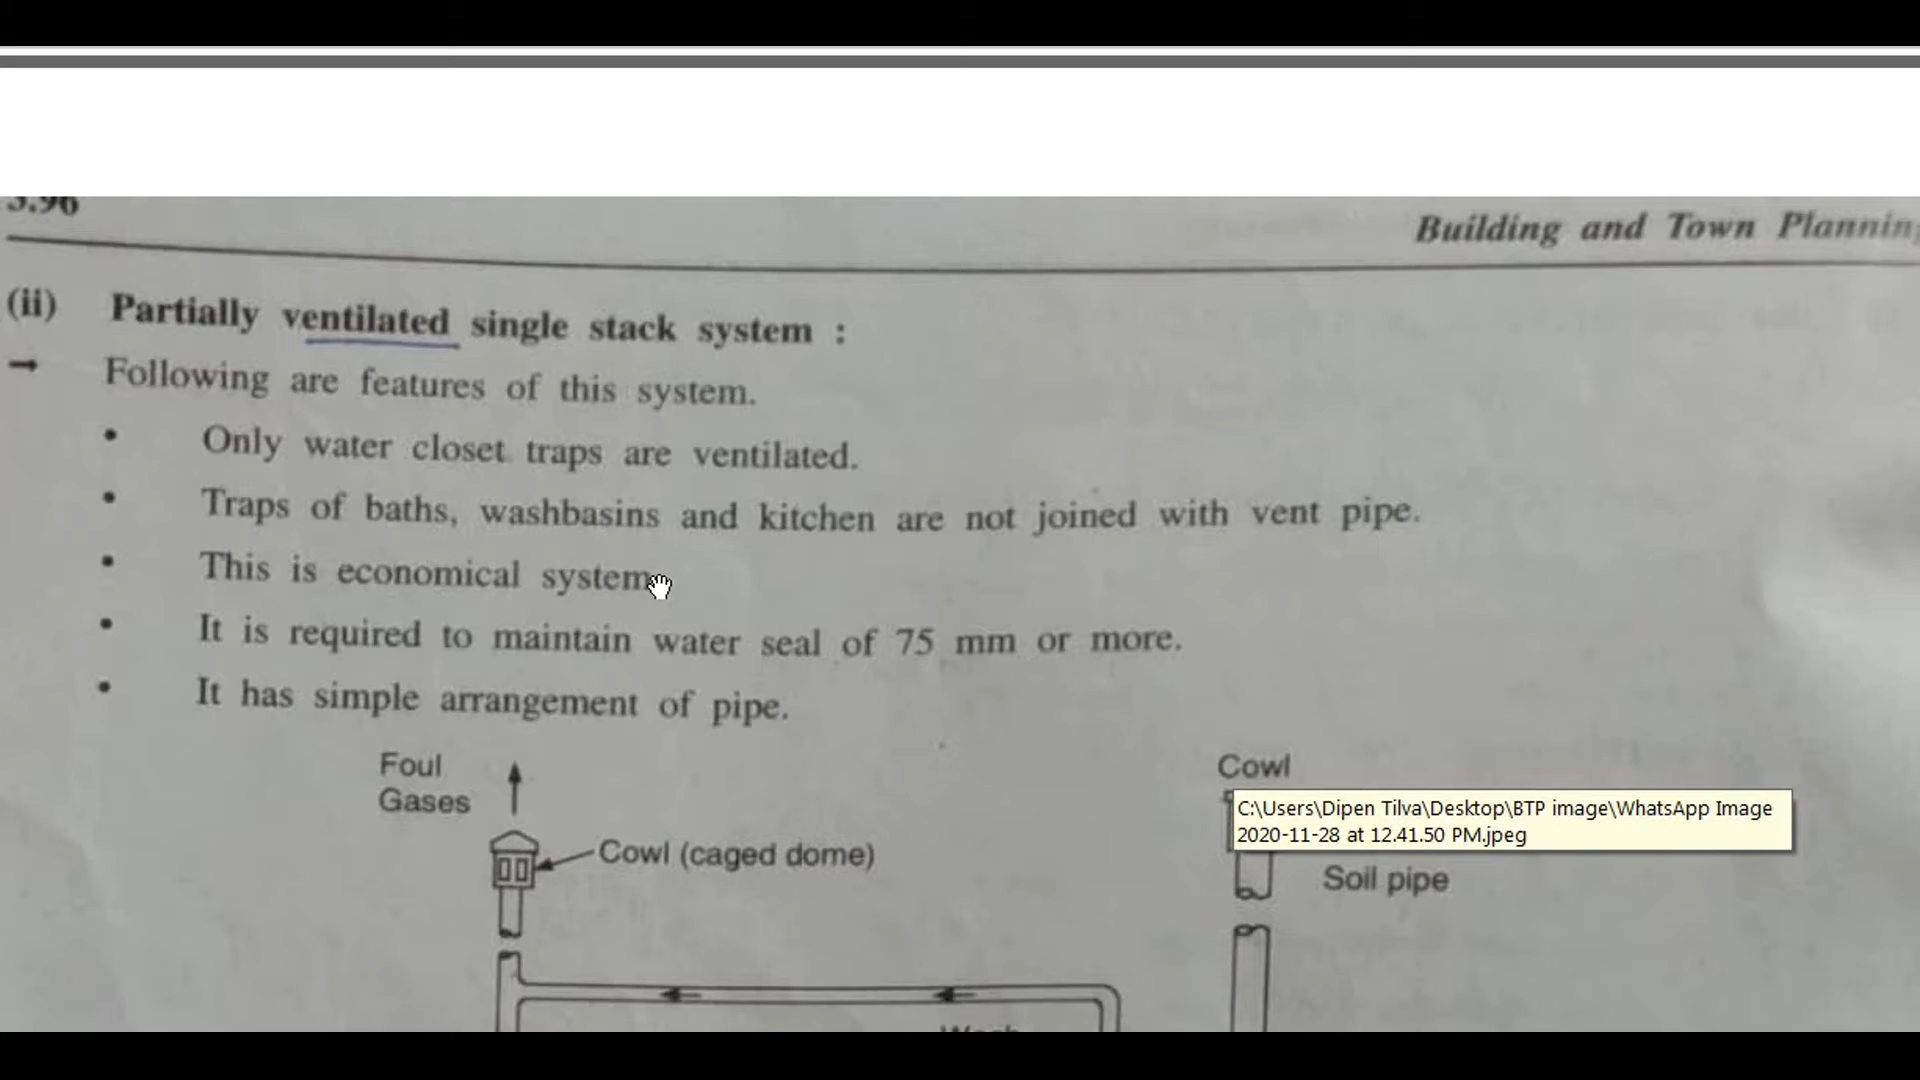 3.96
Building and Town Planning
(ii) Partially ventilated single stack system :
→ Following are features of this system.
• Only water closet traps are ventilated.
• Traps of baths, washbasins and kitchen are not joined with vent pipe.
• This is economical system
• It is required to maintain water seal of 75 mm or more.
• It has simple arrangement of pipe.
Foul
Gases
Cowl (caged dome)
Cowl
C:\Users\Dipen Tilva\Desktop\BTP image\WhatsApp Image
2020-11-28 at 12.41.50 PM.jpeg
Soil pipe